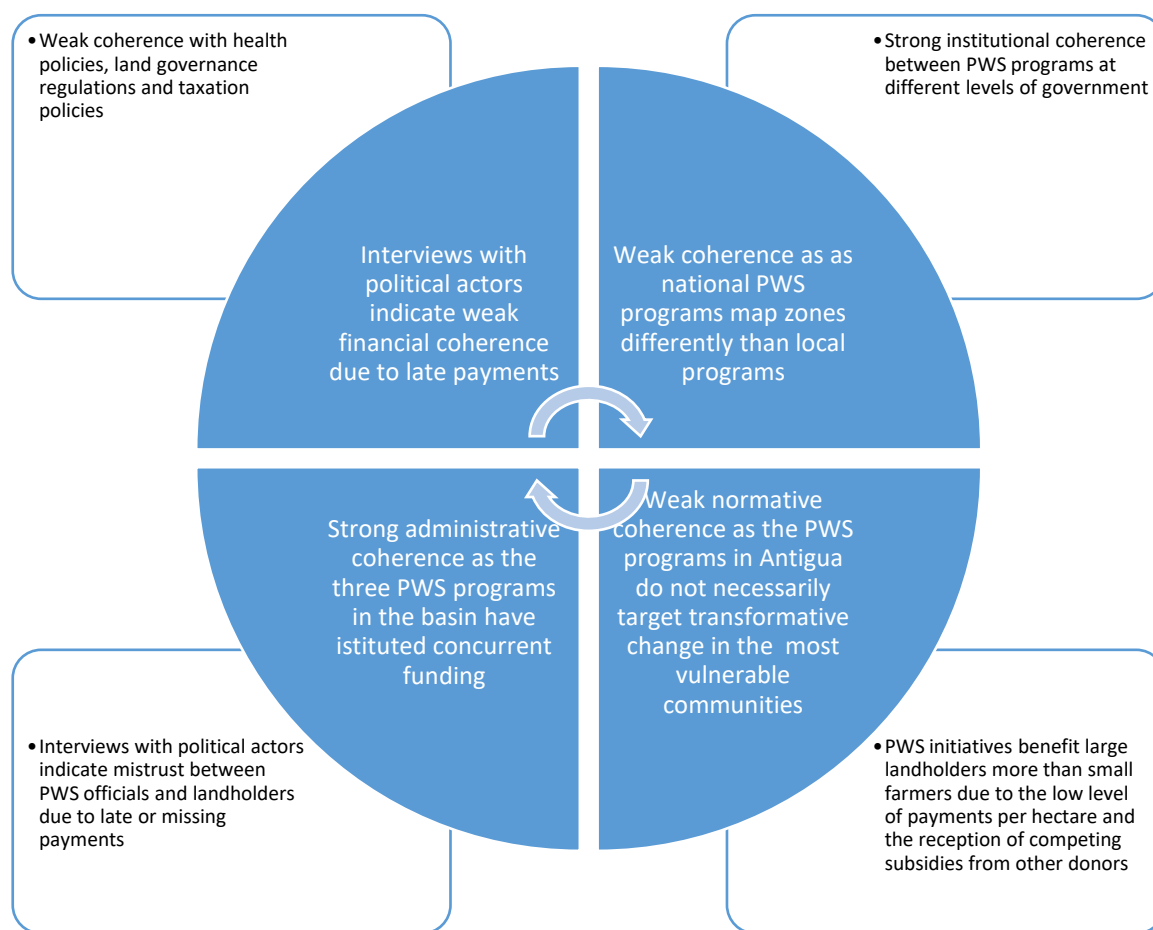 •Weak coherence with health
policies, land governance
regulations and taxation
policies
•Strong institutional coherence
between PWS programs at
different levels of government
Interviews with
political actors
indicate weak
financial coherence
due to late payments
Weak coherence as as
national PWS
programs map zones
differently than local
programs
Strong administrative
coherence as the
three PWS programs
in the basin have
istituted concurrent
funding
Weak normative
coherence as the PWS
programs in Antigua
do not necessarily
target transformative
change in the most
vulnerable
communities
•Interviews with political actors
indicate mistrust between
PWS officials and landholders
due to late or missing
payments
•PWS initiatives benefit large
landholders more than small
farmers due to the low level
of payments per hectare and
the reception of competing
subsidies from other donors